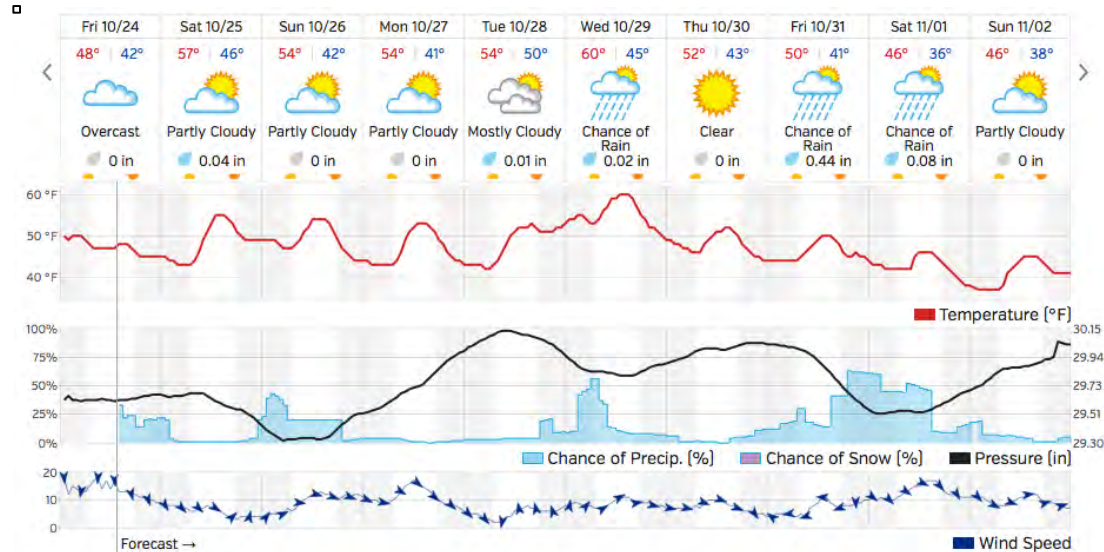 Fri 10/24 Sat 10/25 Sun 10/26 Mon 10/27 Tue 10/28 Wed 10/29 Thu 10/30 Fri 10/31 Sat 11/01 Sun 11/02
48° | 42° 57° | 46° 54° | 42° 54° | 41° 54° | 50° 60° | 45° 52° | 43° 50° | 41° 46° | 36° 46° | 38°
Overcast Partly Cloudy Partly Cloudy Partly Cloudy Mostly Cloudy Chance of Rain Clear Chance of Rain Chance of Rain Partly Cloudy
0 in 0.04 in 0 in 0 in 0.01 in 0.02 in 0 in 0.44 in 0.08 in 0 in
60 °F
50 °F
40 °F
Temperature (°F)
100% 30.15
75% 29.94
50% 29.73
25% 29.51
0% 29.30
Chance of Precip. (%) Chance of Snow (%) Pressure (in)
20
10
0
Forecast → Wind Speed